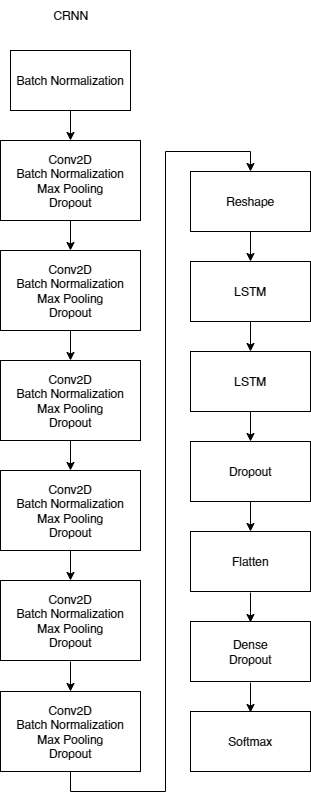 CRNN
Batch Normalization
Conv2D
Batch Normalization
Max Pooling
Dropout
Conv2D
Batch Normalization
Max Pooling
Dropout
Conv2D
Batch Normalization
Max Pooling
Dropout
Conv2D
Batch Normalization
Max Pooling
Dropout
Conv2D
Batch Normalization
Max Pooling
Dropout
Conv2D
Batch Normalization
Max Pooling
Dropout
Reshape
LSTM
LSTM
Dropout
Flatten
Dense
Dropout
Softmax